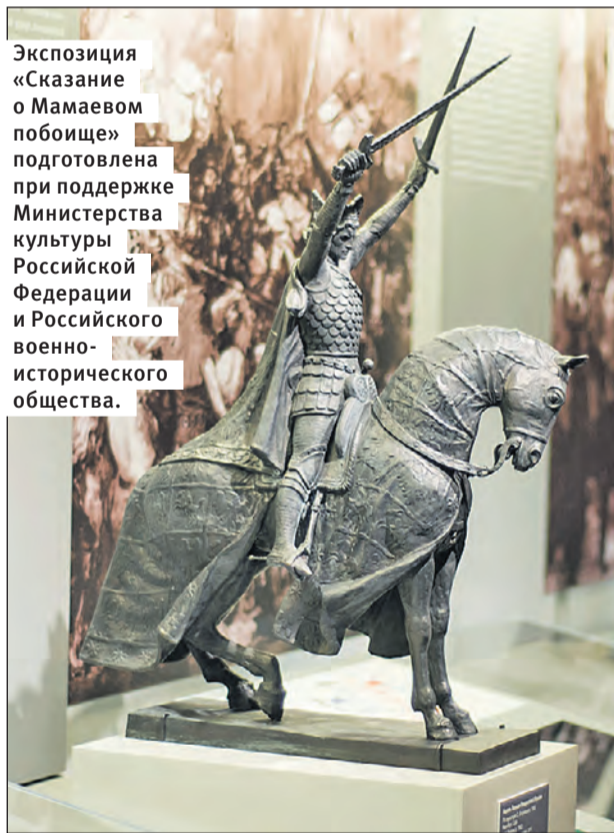 Экспозиция
«Сказание
о Мамаевом
побоище»
подготовлена
при поддержке
Министерства
культуры
Российской
Федерации
и Российского
военно-
исторического
общества.